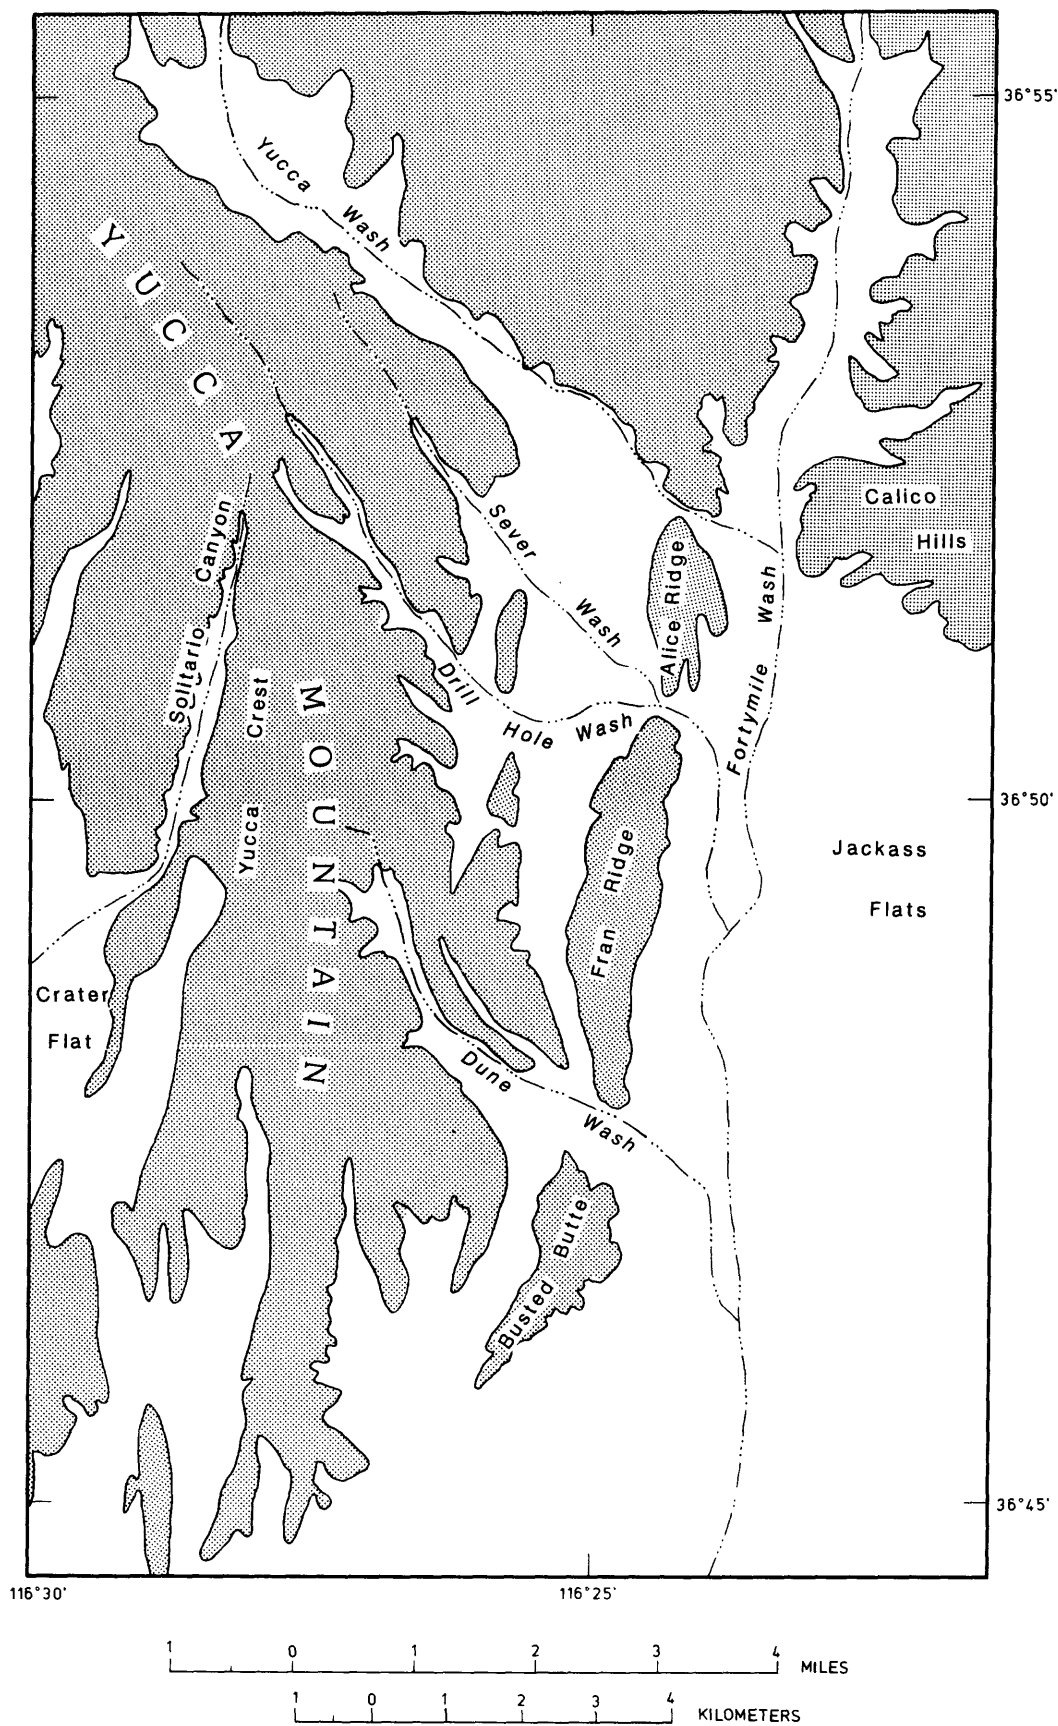 36°55'
Yucca
Wash
YUCCA
Calico
Hills
Solitario Canyon
Sever
Wash
Alice Ridge
Wash
Fortymile
Drill
Hole Wash
Yucca Crest
MOUNTAIN
36°50'
Jackass
Flats
Fran Ridge
Crater
Flat
Dune
Wash
Busted Butte
36°45'
116°30' 116°25'
1 0 1 2 3 4 MILES
1 0 1 2 3 4 KILOMETERS